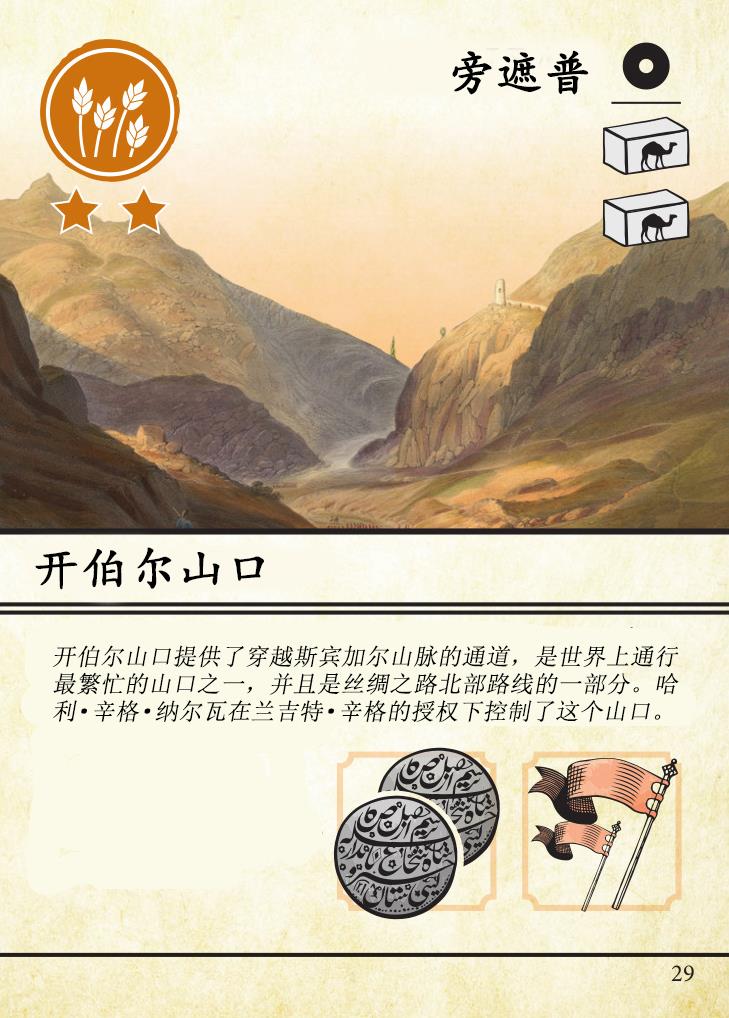 旁遮普
开伯尔山口
开伯尔山口提供了穿越斯宾加尔山脉的通道，是世界上通行
最繁忙的山口之一，并且是丝绸之路北部路线的一部分。哈
利·辛格·纳尔瓦在兰吉特·辛格的授权下控制了这个山口。
29